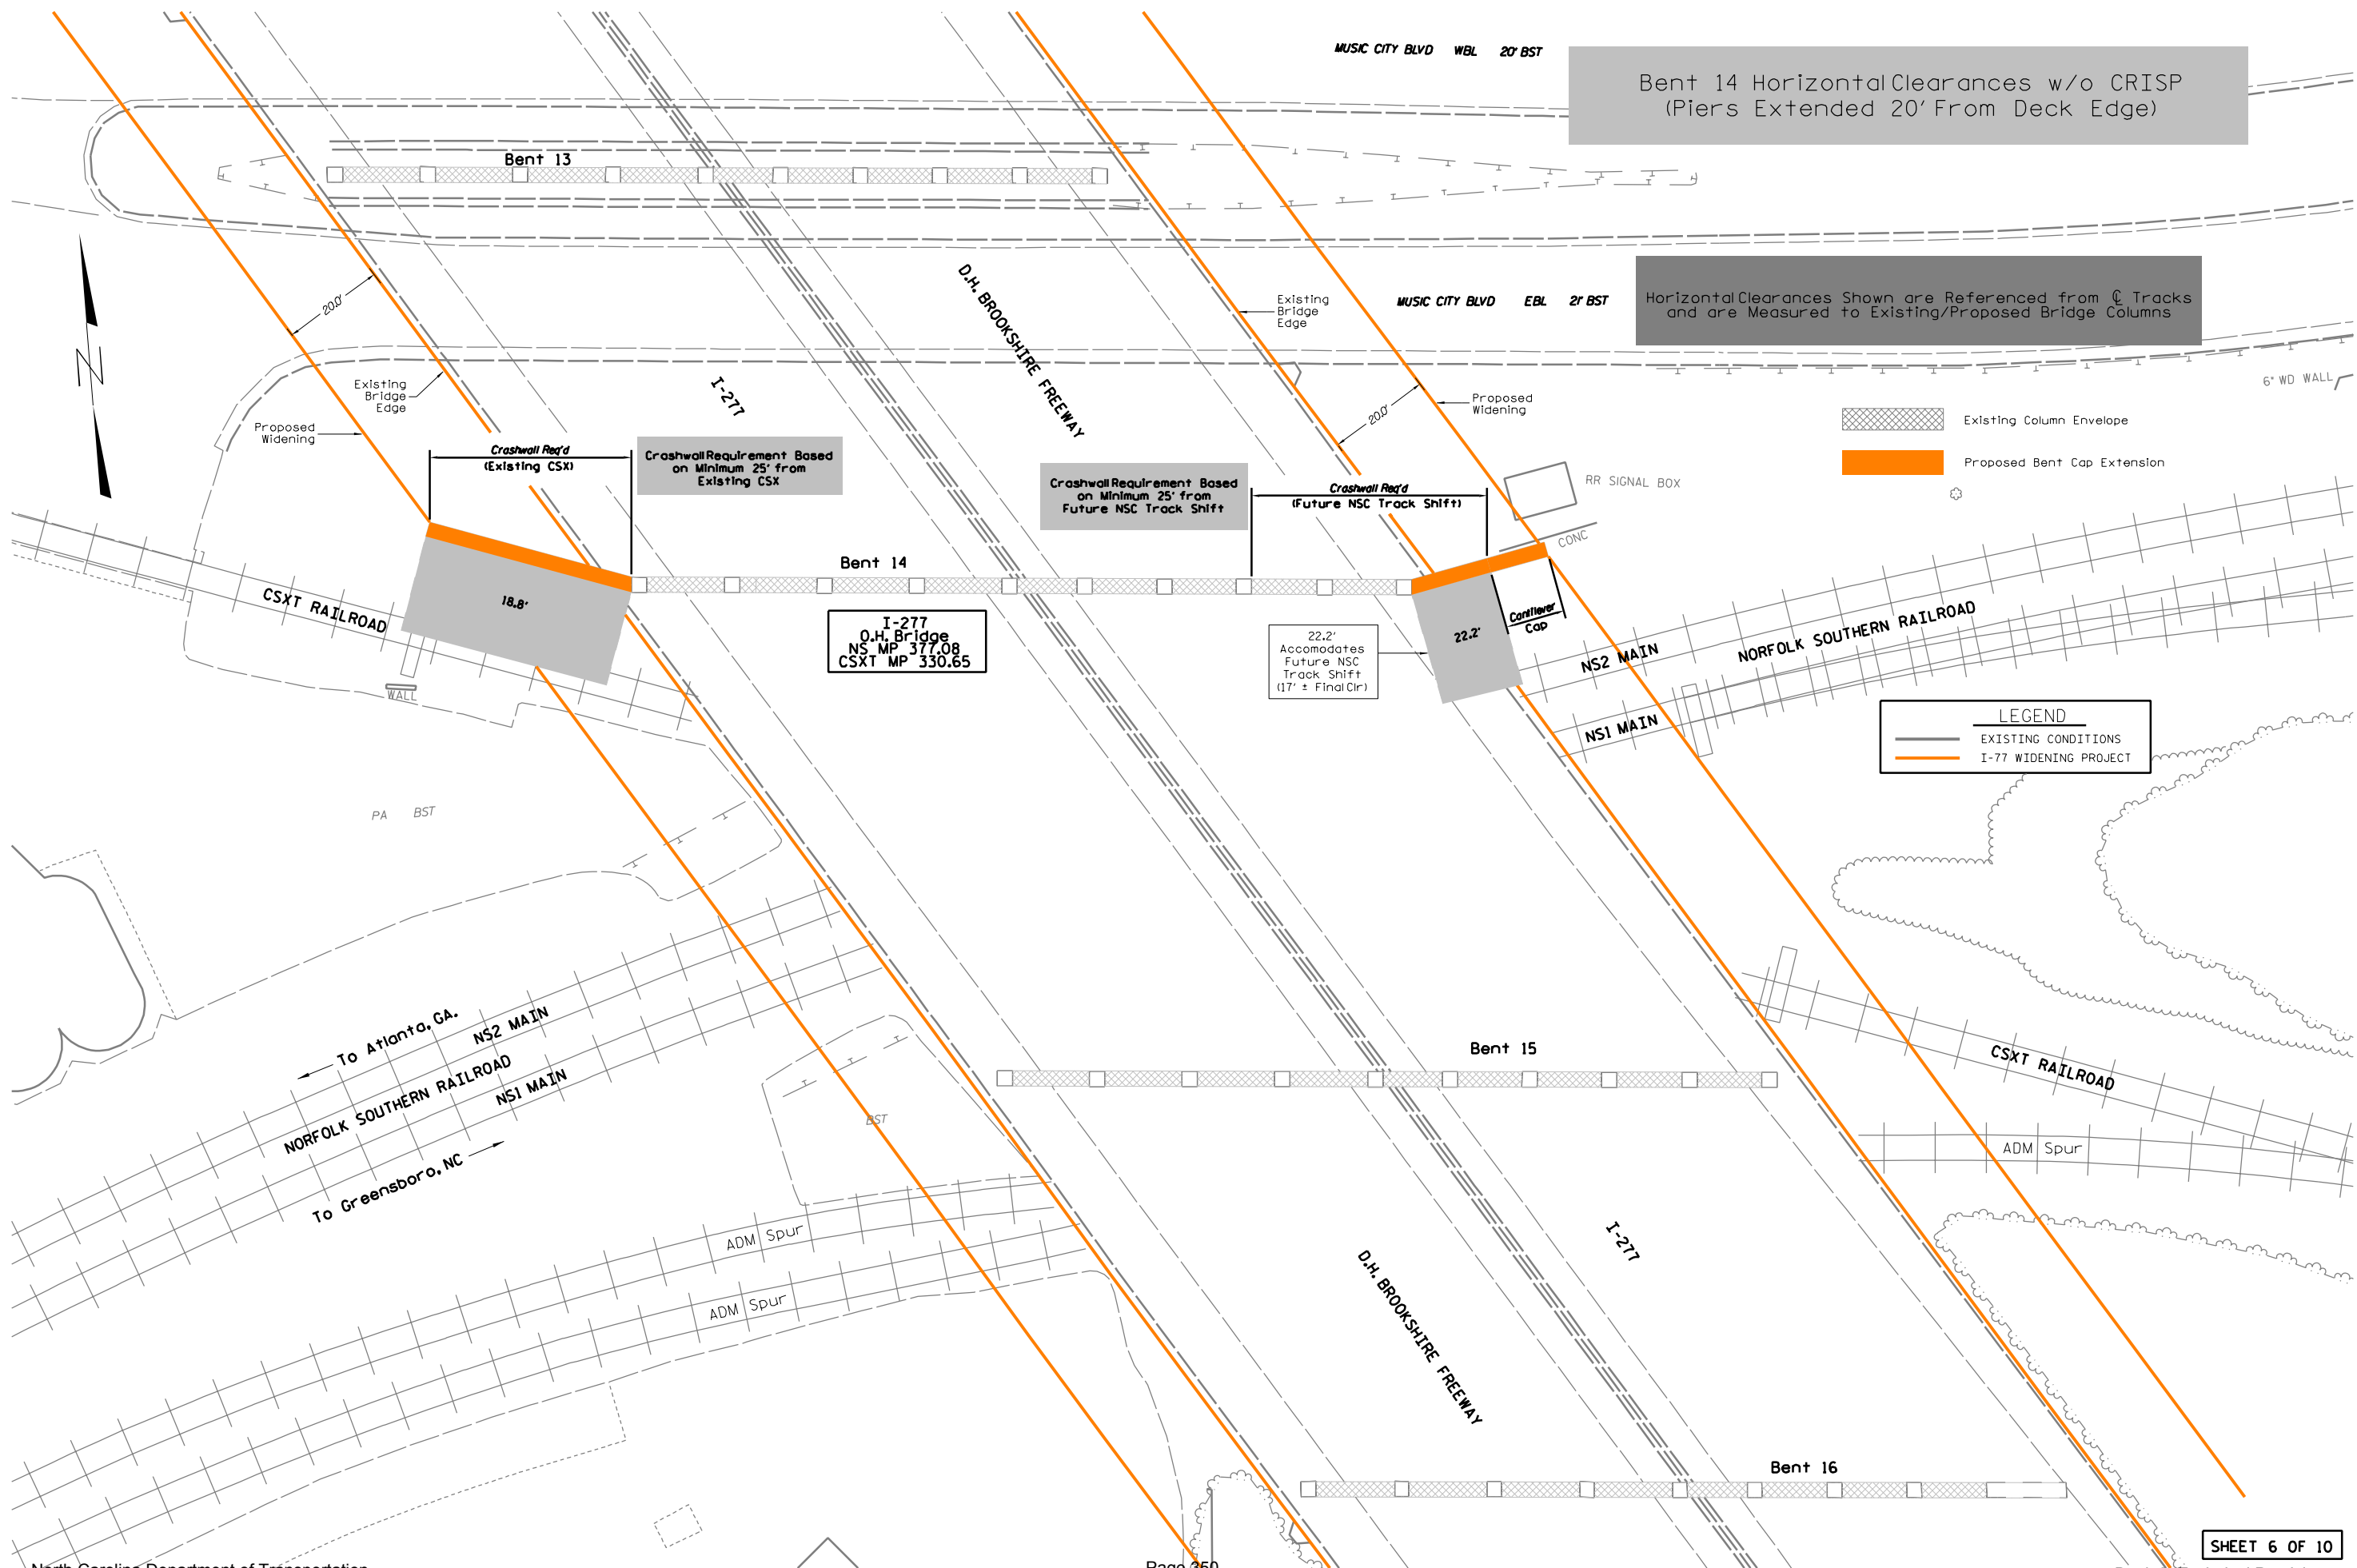 MUSIC CITY BLVD WBL 20' BST
Bent 14 Horizontal Clearances w/o CRISP
(Piers Extended 20' From Deck Edge)
Bent 13
20.0'
D.H. BROOKSHIRE FREEWAY
Existing
Bridge
Edge
MUSIC CITY BLVD EBL 21' BST
Horizontal Clearances Shown are Referenced from ℄ Tracks
and are Measured to Existing/Proposed Bridge Columns
N
Existing
Bridge
Edge
I-277
20.0'
Proposed
Widening
6" WD WALL
Existing Column Envelope
Proposed Bent Cap Extension
Proposed
Widening
Crashwall Req'd
(Existing CSX)
Crashwall Requirement Based
on Minimum 25' from
Existing CSX
Crashwall Requirement Based
on Minimum 25' from
Future NSC Track Shift
Crashwall Req'd
(Future NSC Track Shift)
RR SIGNAL BOX
CONC
Bent 14
CSXT RAILROAD
18.8'
I-277
O.H. Bridge
NS MP 377.08
CSXT MP 330.65
22.2'
Accomodates
Future NSC
Track Shift
(17' ± Final Clr)
22.2'
Cantilever
Cap
NS2 MAIN
NORFOLK SOUTHERN RAILROAD
NS1 MAIN
WALL
LEGEND
EXISTING CONDITIONS
I-77 WIDENING PROJECT
PA BST
To Atlanta, GA.
NS2 MAIN
NORFOLK SOUTHERN RAILROAD
NS1 MAIN
To Greensboro, NC
BST
Bent 15
CSXT RAILROAD
ADM Spur
ADM Spur
ADM Spur
I-277
D.H. BROOKSHIRE FREEWAY
Bent 16
SHEET 6 OF 10
North Carolina Department of Transportation
Page 350